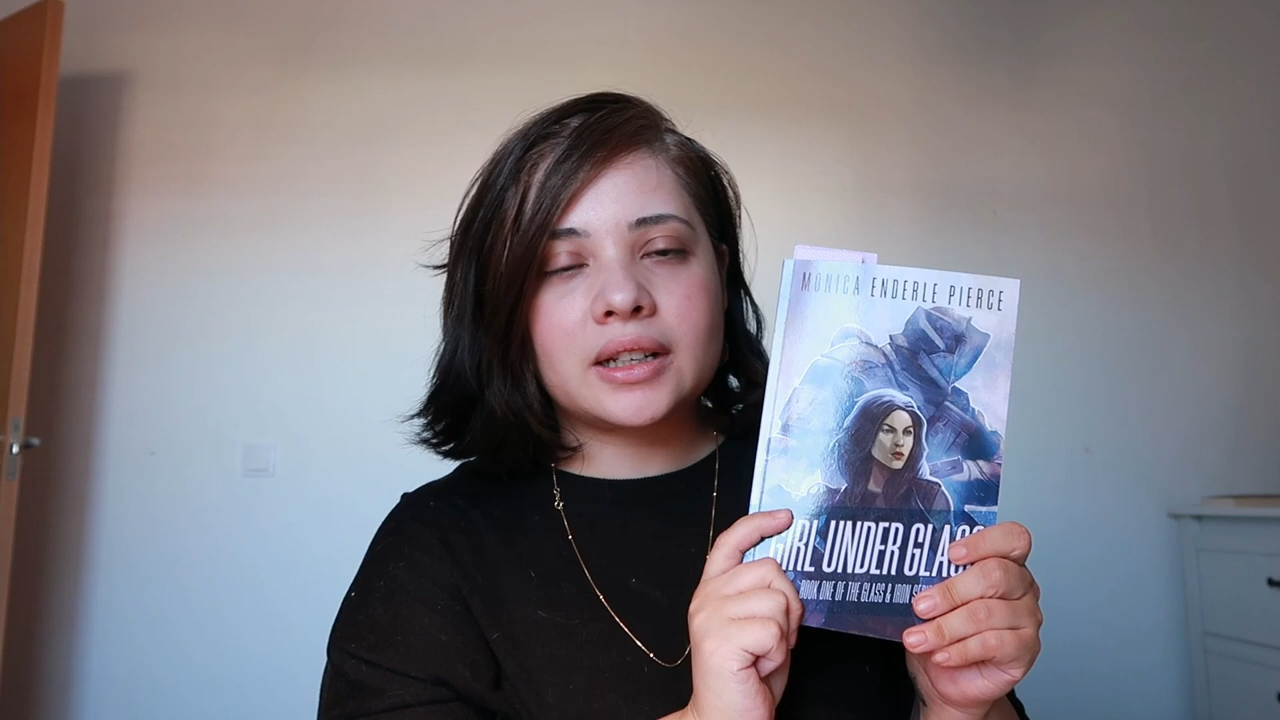 MONICA ENDERLE PIERCE
GIRL UNDER GLASS
BOOK ONE OF THE GLASS & IRON